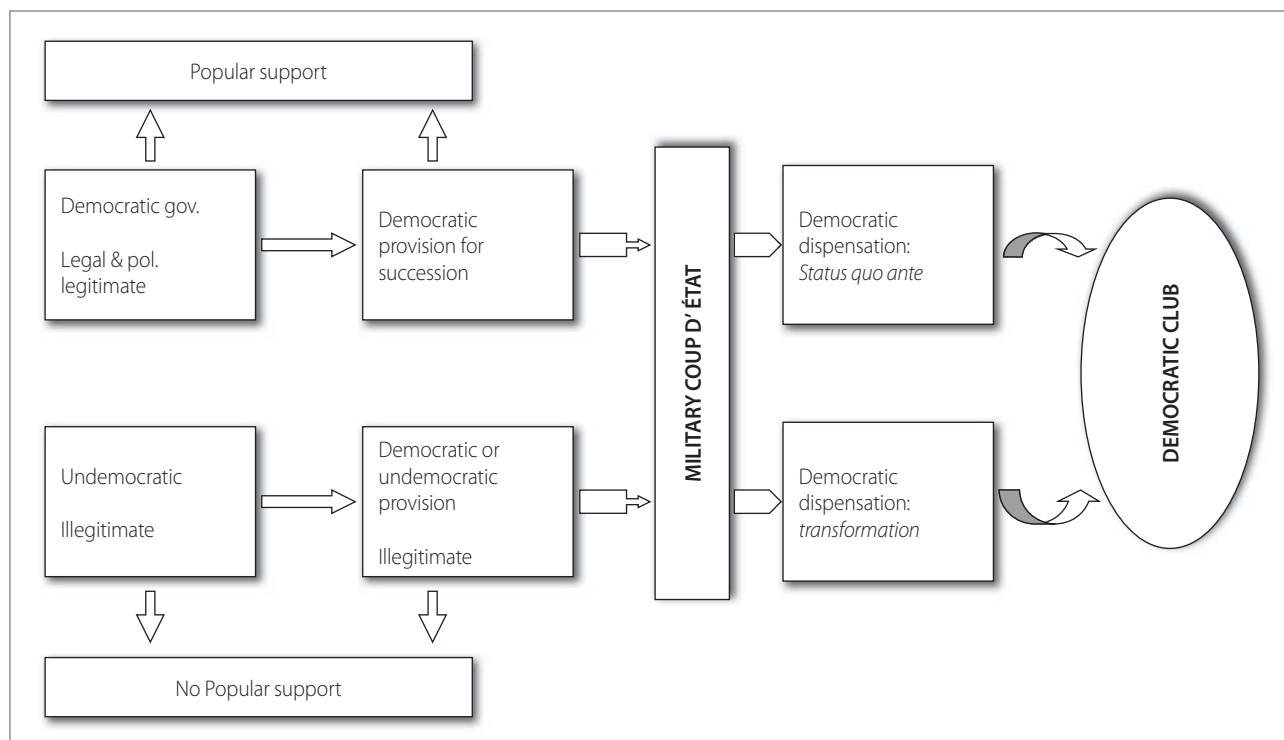 Popular support
Democratic gov.
Legal & pol.
legitimate
Democratic
provision for
succession
MILITARY COUP D' ÉTAT
Democratic
dispensation:
Status quo ante
DEMOCRATIC CLUB
Undemocratic
Illegitimate
Democratic or
undemocratic
provision
Illegitimate
Democratic
dispensation:
transformation
No Popular support